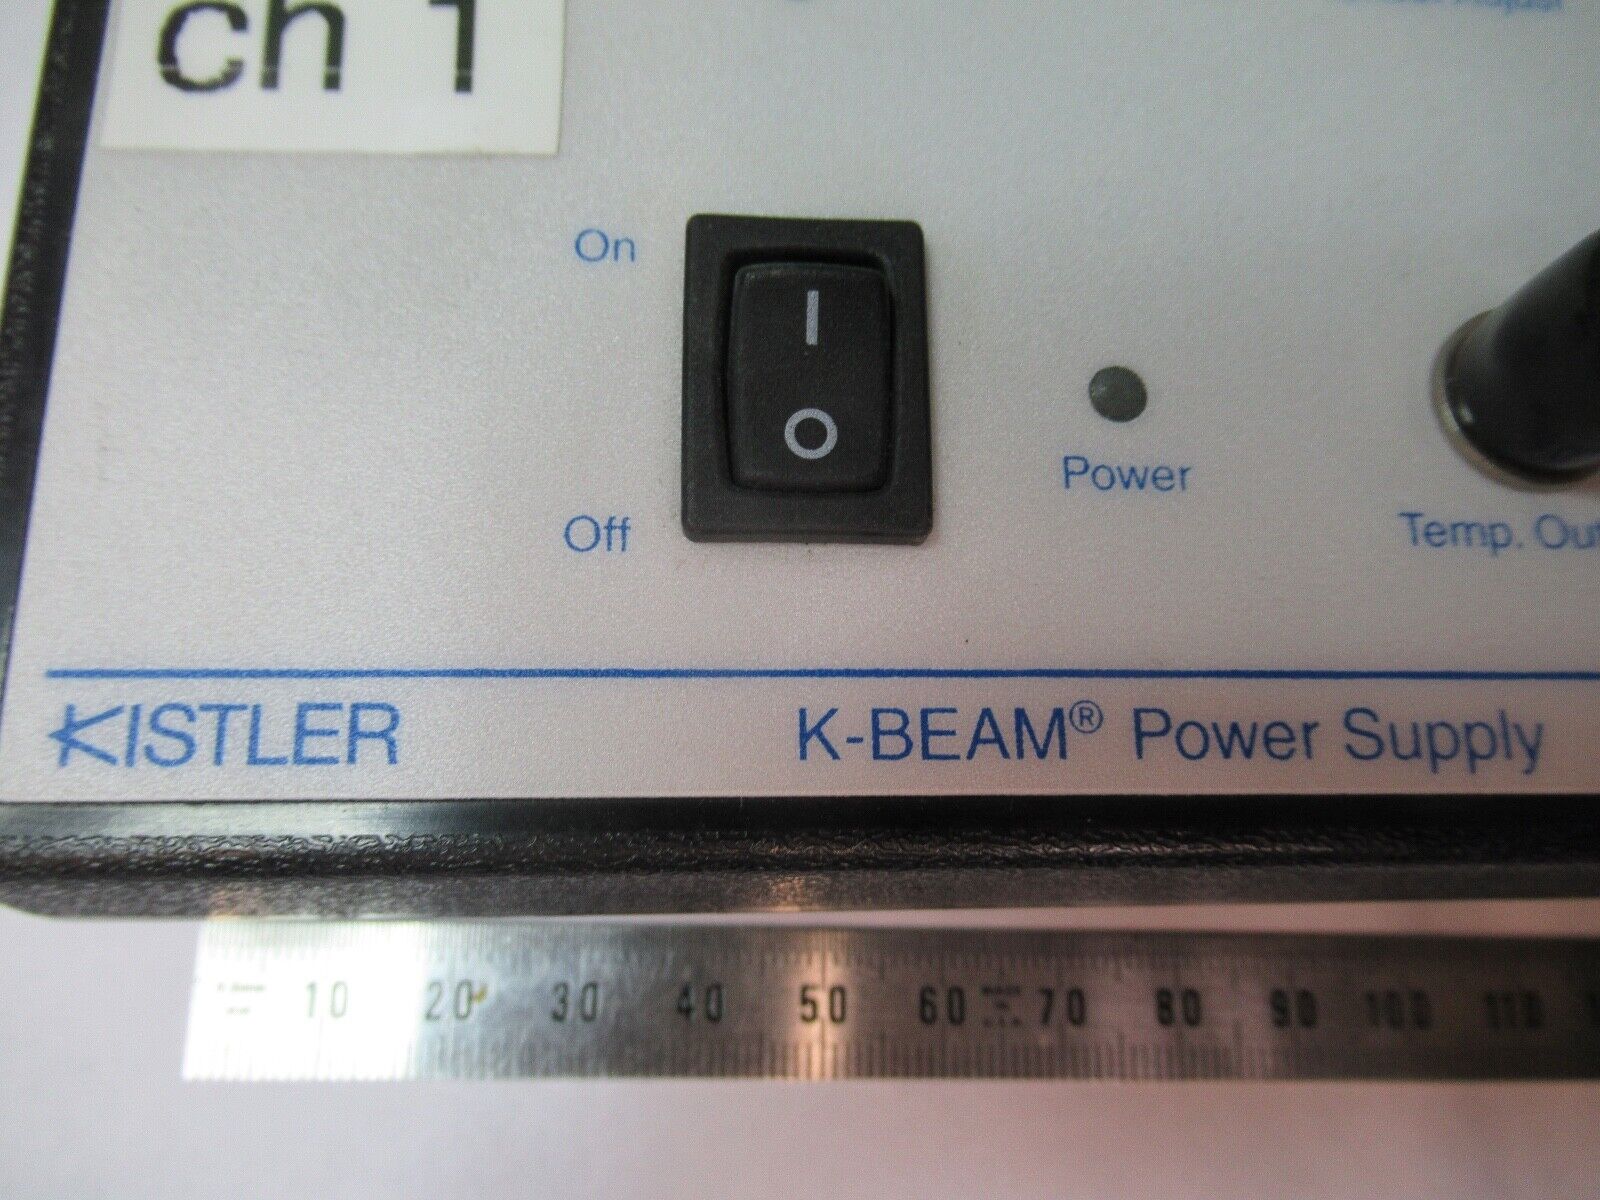 ch 1
On
I
O
Power
Off
Temp. Out
KISTLER
K-BEAM® Power Supply
10 20 30 40 50 60 70 80 90 100 110